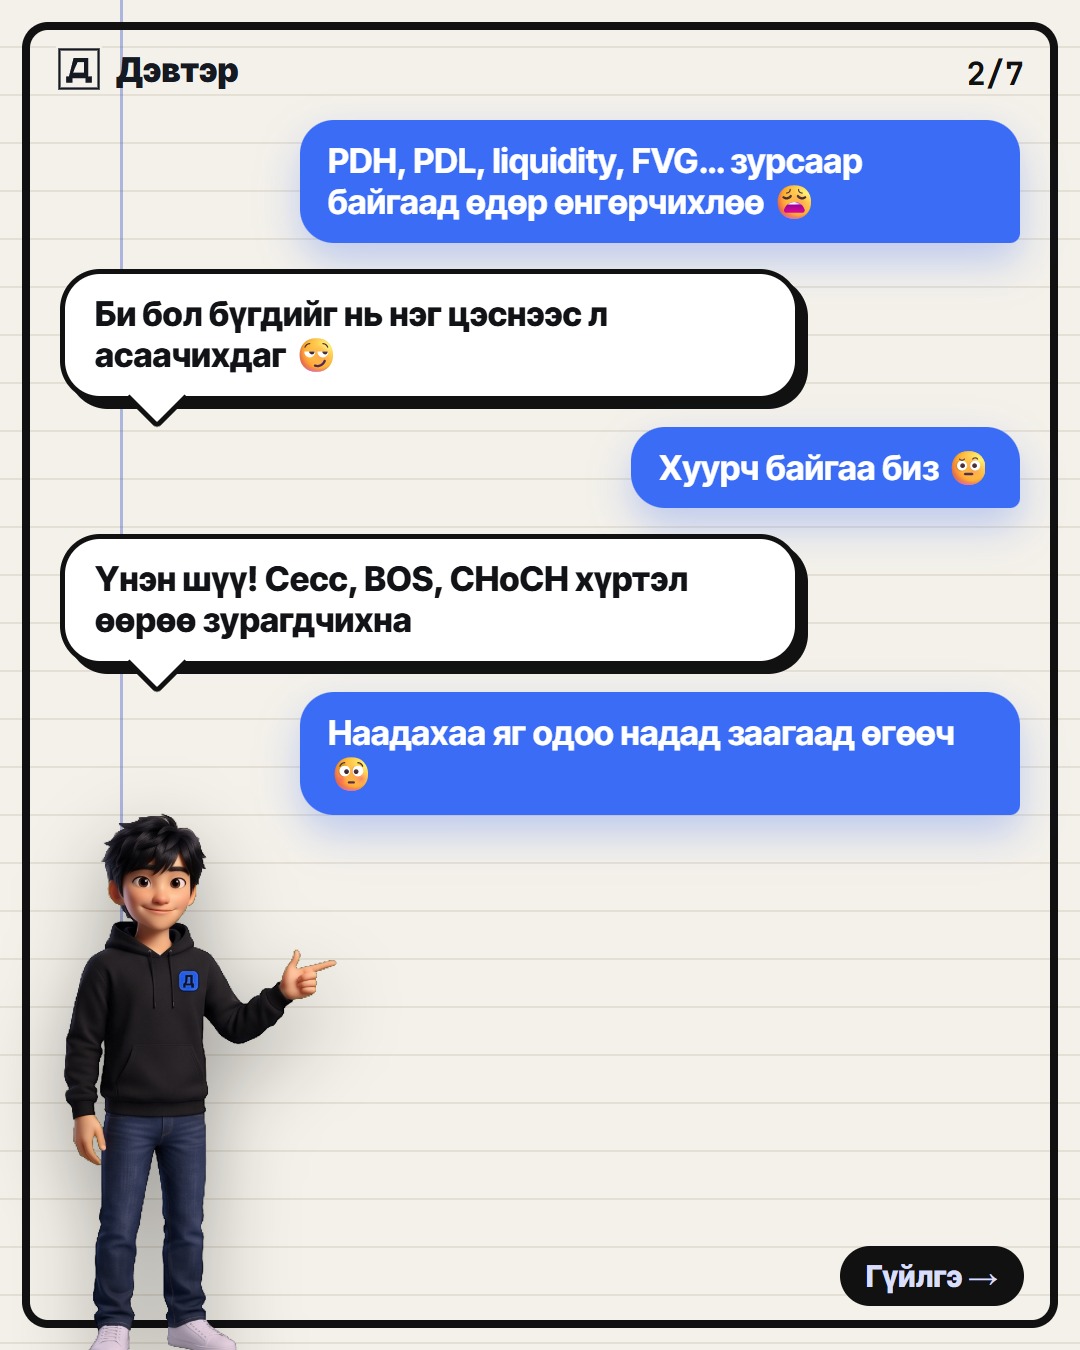 Д Дэвтэр
2/7
PDH, PDL, liquidity, FVG... зурсаар
байгаад өдөр өнгөрчихлөө 😩
Би бол бүгдийг нь нэг цэснээс л
асаачихдаг 😏
Хуурч байгаа биз 🤨
Үнэн шүү! Сесс, BOS, CHoCH хүртэл
өөрөө зурагдчихна
Наадахаа яг одоо надад заагаад өгөөч
😳
Д
Гүйлгэ →